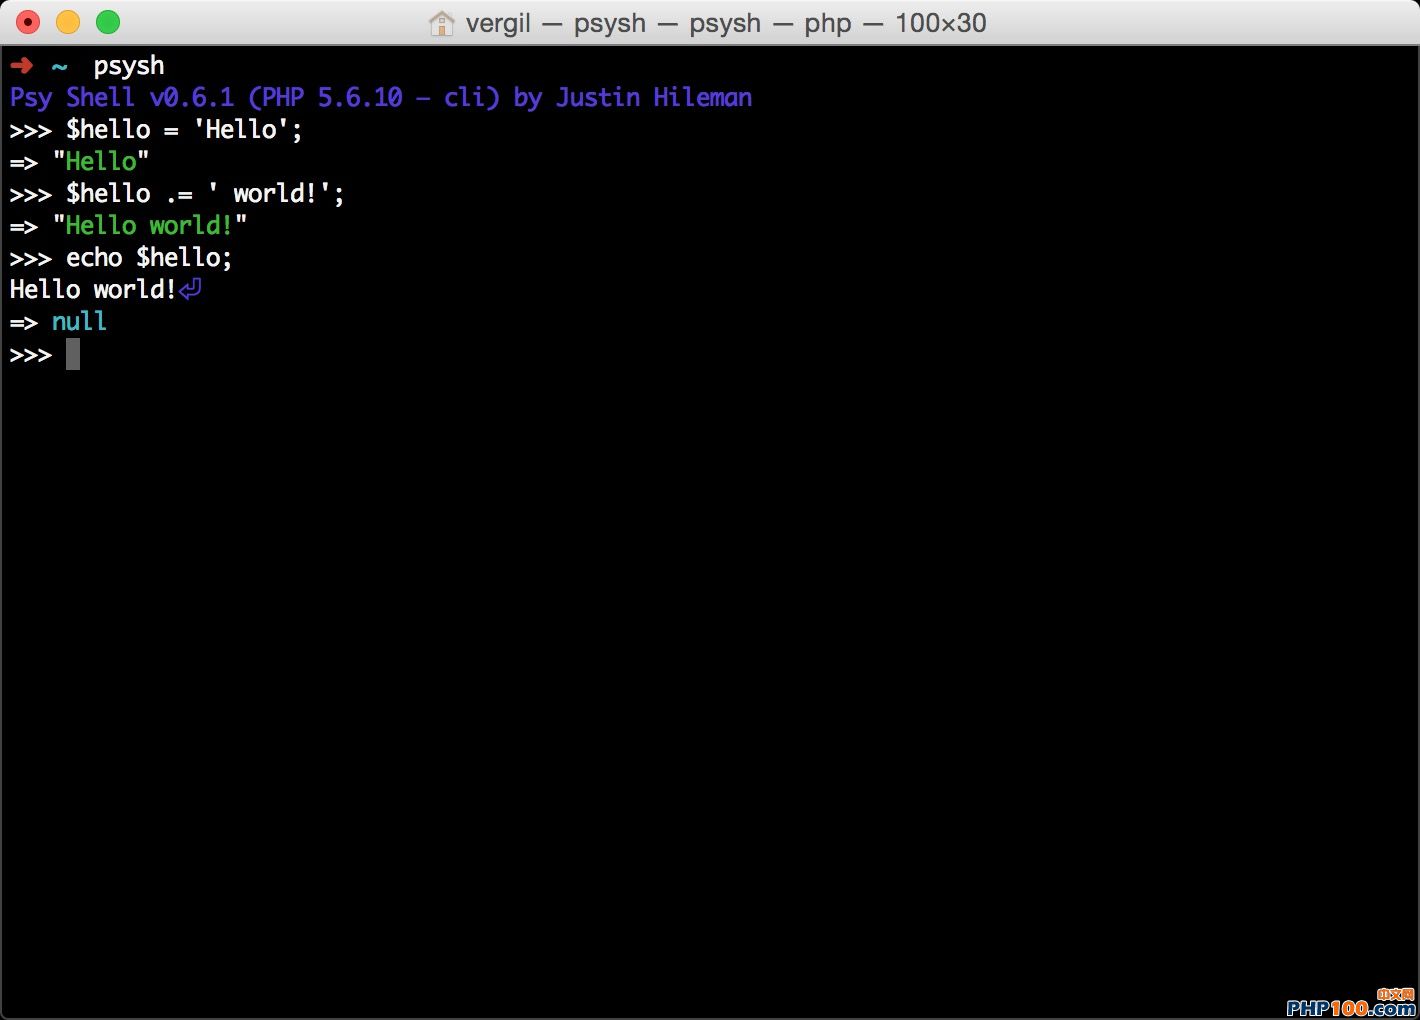 vergil — psysh — psysh — php — 100×30
➜ ~ psysh
Psy Shell v0.6.1 (PHP 5.6.10 — cli) by Justin Hileman
>>> $hello = 'Hello';
=> "Hello"
>>> $hello .= ' world!';
=> "Hello world!"
>>> echo $hello;
Hello world!⏎
=> null
>>>
中文网
PHP100.com